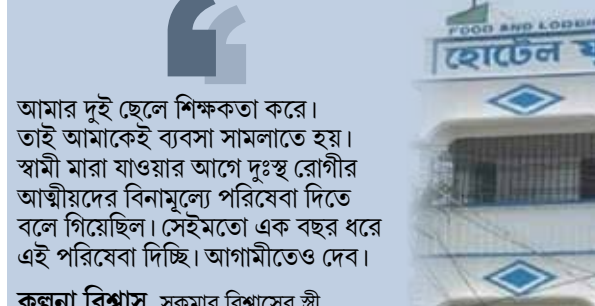 FOOD AND
হোটেল
আমার দুই ছেলে শিক্ষকতা করে।
তাই আমাকেই ব্যবসা সামলাতে হয়।
স্বামী মারা যাওয়ার আগে দুঃস্থ রোগীর
আত্মীয়দের বিনামূল্যে পরিষেবা দিতে
বলে গিয়েছিল। সেইমতো এক বছর ধরে
এই পরিষেবা দিচ্ছি। আগামীতেও দেব।
কল্পনা বিশ্বাস, সুকুমার বিশ্বাসের স্ত্রী